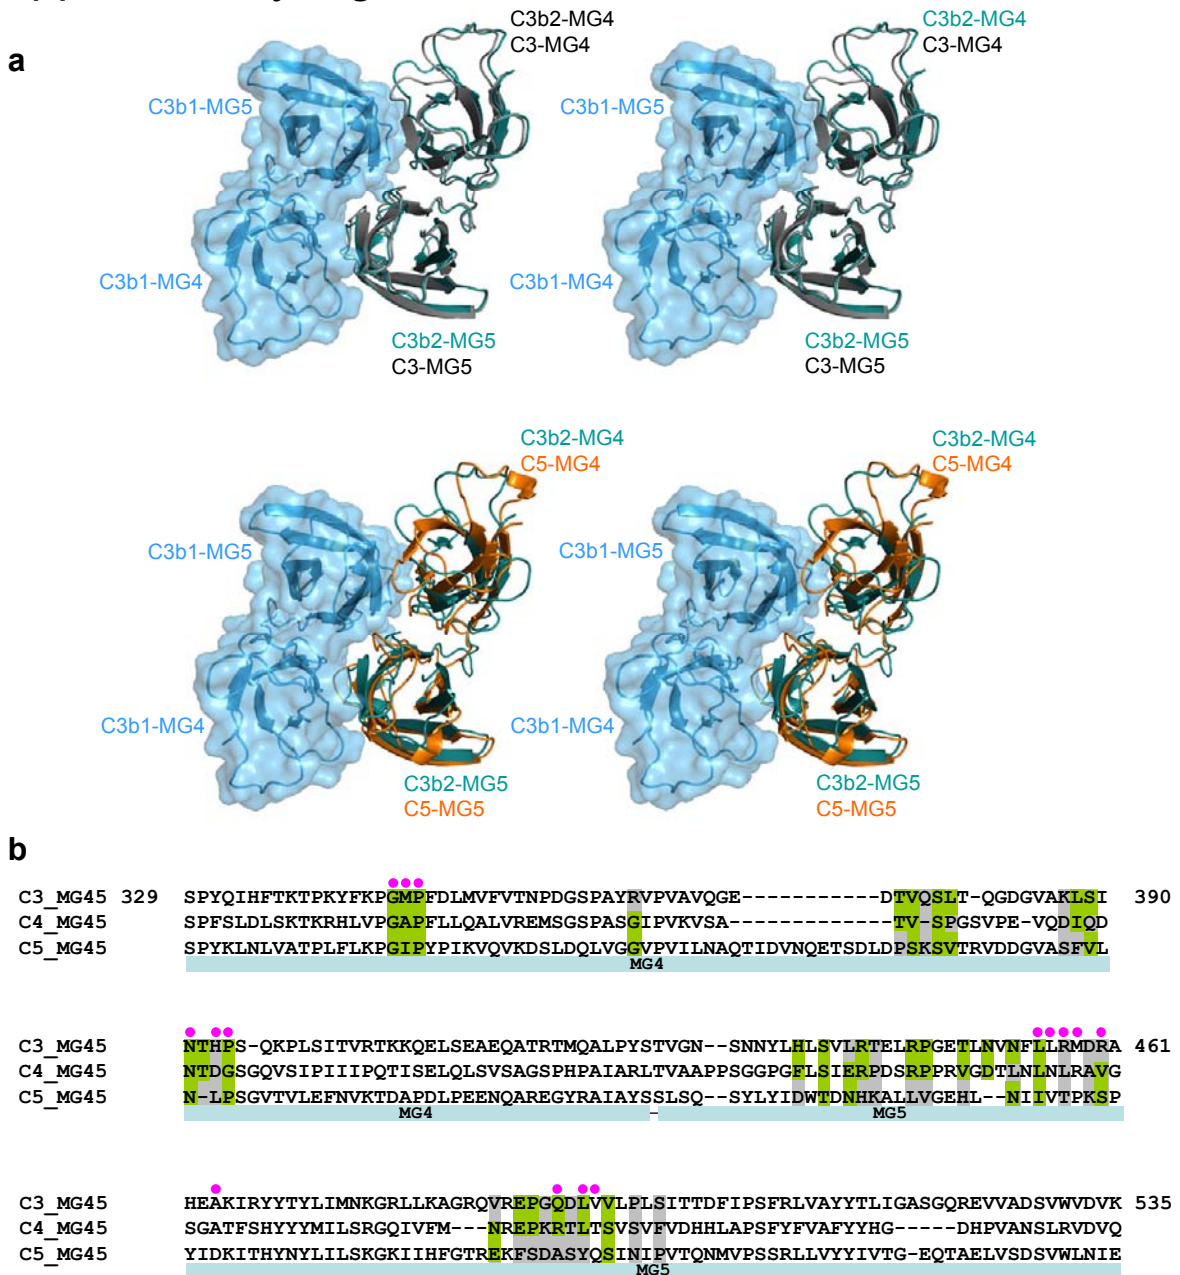 a
C3b2-MG4
C3-MG4
C3b2-MG4
C3-MG4
C3b1-MG5
C3b1-MG5
C3b1-MG4
C3b1-MG4
C3b2-MG5
C3-MG5
C3b2-MG5
C3-MG5
C3b2-MG4
C5-MG4
C3b2-MG4
C5-MG4
C3b1-MG5
C3b1-MG5
C3b1-MG4
C3b1-MG4
C3b2-MG5
C5-MG5
C3b2-MG5
C5-MG5
b
C3_MG45 329 SPYQIHFTKTPKYFKPGMPFDLMVFVTNPDGSPAYRVPVAVQGE-----------DTVQSLT-QGDGVAKLSI 390
C4_MG45 SPFSLDLSKTKRHLVPGAPFLLQALVREMSGSPASGIPVKVSA------------TV-SPGSVPE-VQDIQD
C5_MG45 SPYKLNLVATPLFLKPGIPYPIKVQVKDSLDQLVGGVPVILNAQTIDVNQETSDLDPSKSVTRVDDGVASFVL
MG4
C3_MG45 NTHPS-QKPLSITVRTKKQELSEAEQATRTMQALPYSTVGN--SNNYLHLSVLRTELRPGETLNVNFLLRMDRA 461
C4_MG45 NTDGSGQVSIPIIIPQTISELQLSVSAGSPHPAIARLTVAAPPSGGPGFLSIERPDSRPPRVGDTLNLNLRAVG
C5_MG45 N-LPSGVTVLEFNVKTDAPDLPEENQAREGYRAIAYSSLSQ--SYLYIDWTDNHKALLVGEHL--NIIVTPKSP
MG4 MG5
C3_MG45 HEAKIRYYTYLIMNKGRLLKAGRQVREPGQDLVVLPLSITTDFIPSFRLVAYYTLIGASGQREVVADSVWVDVK 535
C4_MG45 SGATFSHYYYMILSRGQIVFM---NREPKRTLTSVSVFVDHHLAPSFYFVAFYYHG-----DHPVANSLRVDVQ
C5_MG45 YIDKITHYNYLILSKGKIIHFGTREKFSDASYQSINIPVTQNMVPSSRLLVYYIVTG-EQTAELVSDSVWLNIE
MG5